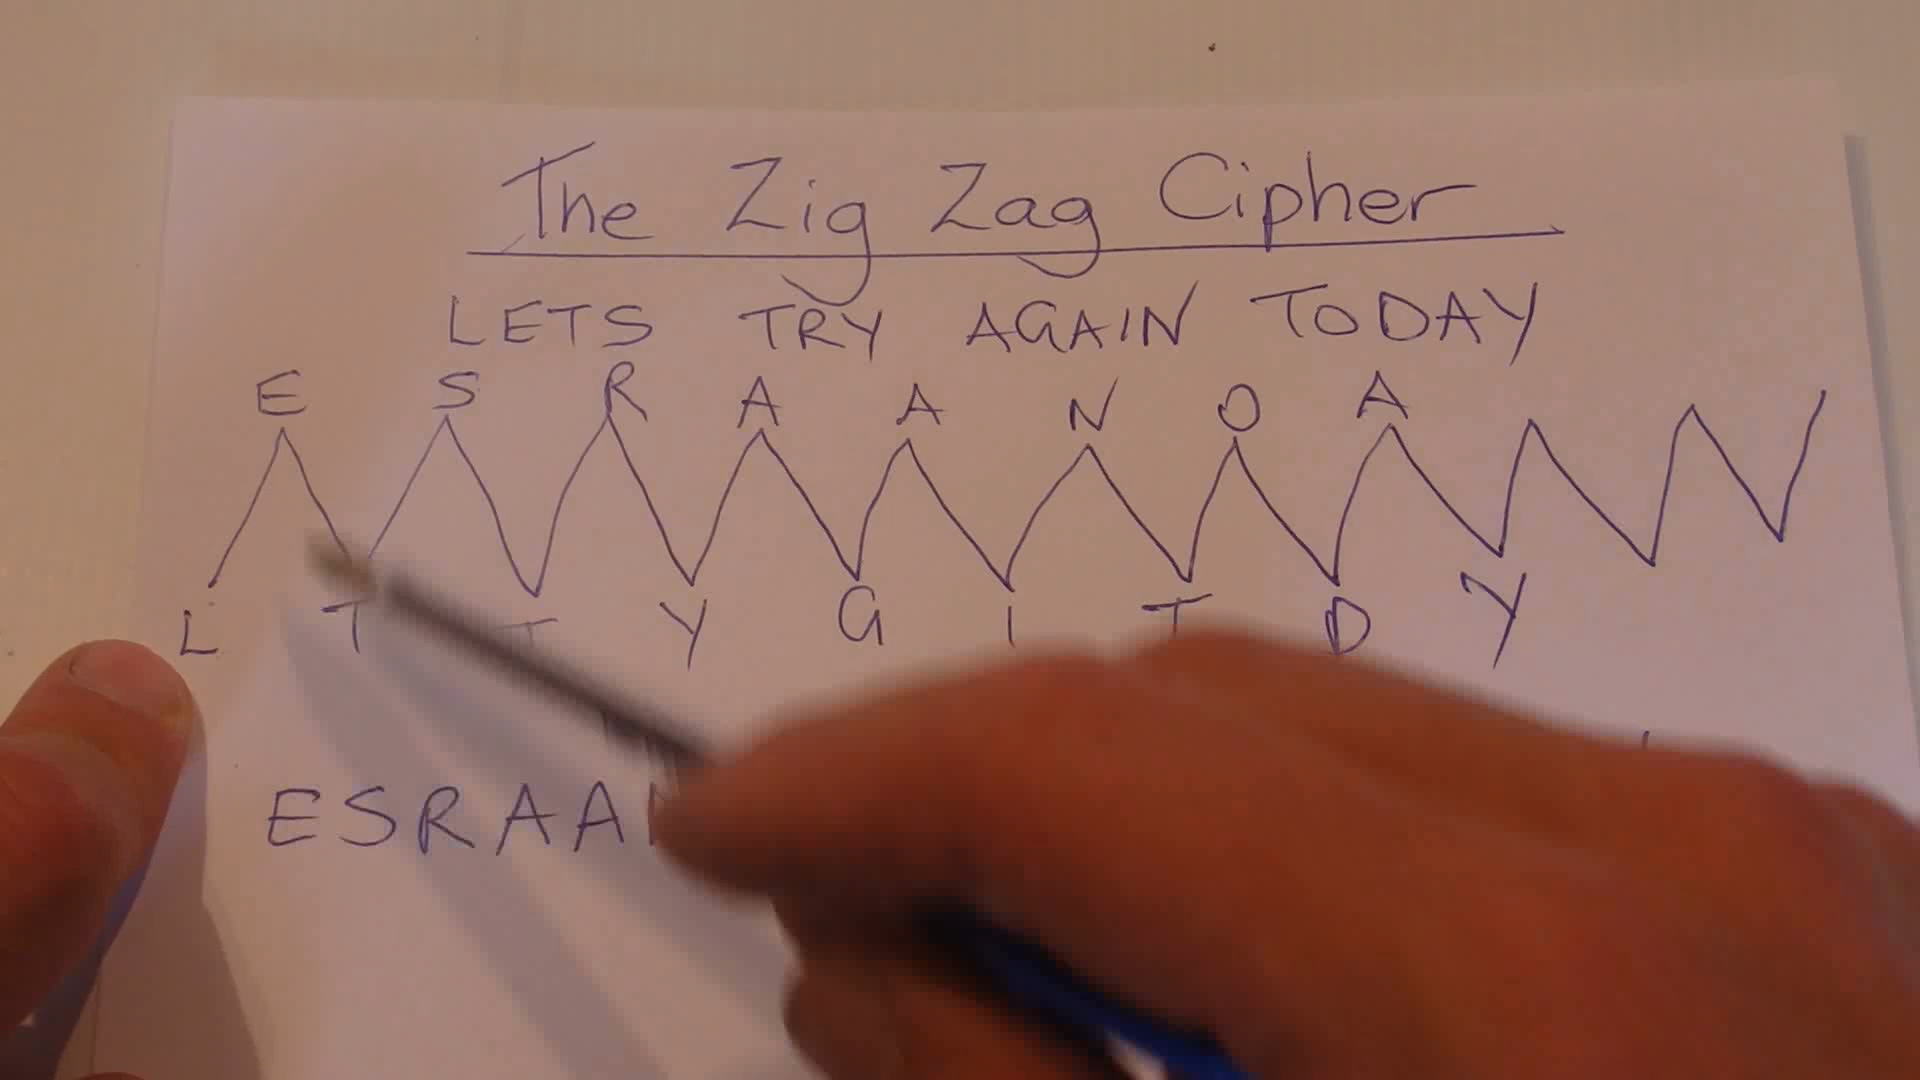 The Zig Zag Cipher
LETS TRY AGAIN TODAY
E S R A A N O A
L T T Y G I T D Y
ESRAA